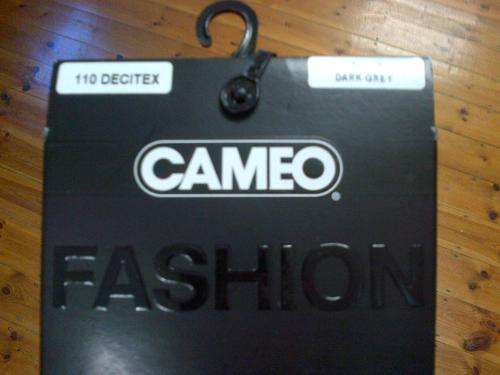 110 DECITEX
DARK GREY
CAMEO
FASHION